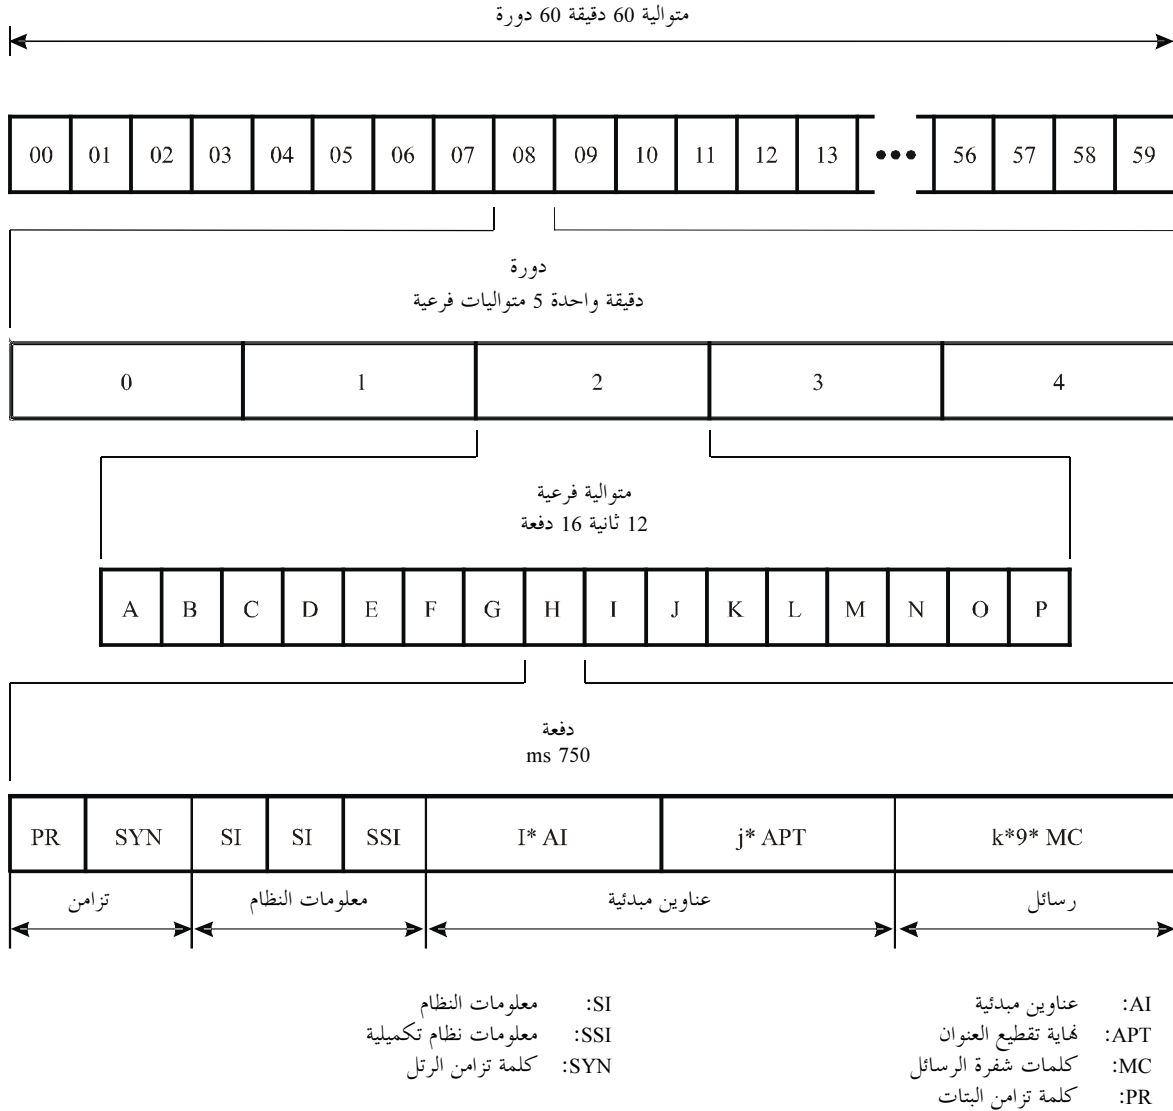 متوالية 60 دقيقة 60 دورة
00 01 02 03 04 05 06 07 08 09 10 11 12 13 ••• 56 57 58 59
دورة
دقيقة واحدة 5 متواليات فرعية
0 1 2 3 4
متوالية فرعية
12 ثانية 16 دفعة
A B C D E F G H I J K L M N O P
دفعة
ms 750
PR SYN SI SI SSI I* AI j* APT k*9* MC
تزامن معلومات النظام عناوين مبدئية رسائل
AI: عناوين مبدئية
APT: نهاية تقطيع العنوان
MC: كلمات شفرة الرسائل
PR: كلمة تزامن البتات
SI: معلومات النظام
SSI: معلومات نظام تكميلية
SYN: كلمة تزامن الرتل